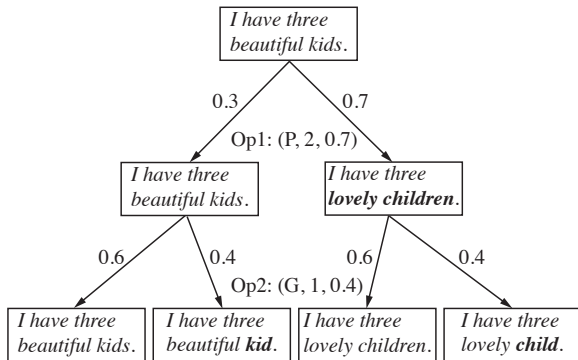 I have three
beautiful kids.
0.3
0.7
Op1: (P, 2, 0.7)
I have three
beautiful kids.
I have three
lovely children.
0.6
0.4
0.6
0.4
Op2: (G, 1, 0.4)
I have three
beautiful kids.
I have three
beautiful kid.
I have three
lovely children.
I have three
lovely child.